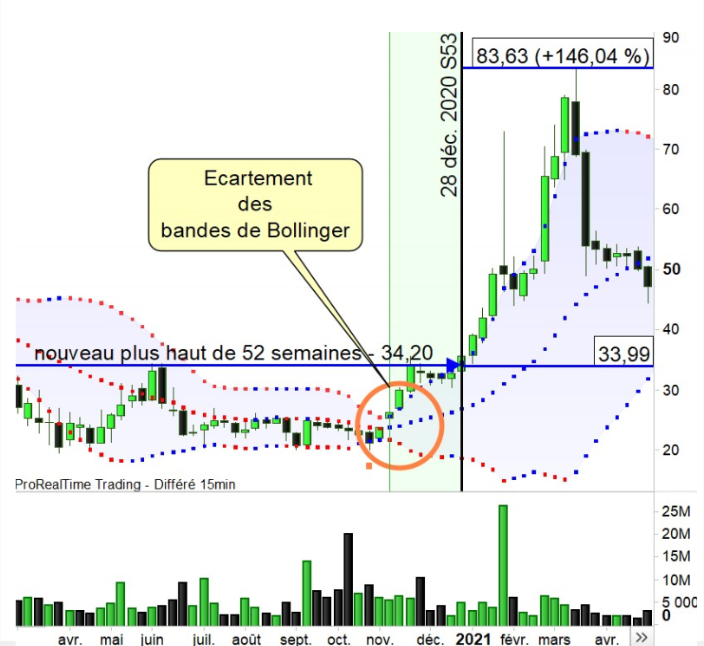 90
83,63 (+146,04 %)
80
28 déc. 2020 S53
70
Ecartement
des
bandes de Bollinger
60
50
40
nouveau plus haut de 52 semaines - 34,20
33,99
30
20
ProRealTime Trading - Différé 15min
25M
20M
15M
10M
5 000
0
avr. mai juin juil. août sept. oct. nov. déc. 2021 févr. mars avr. >>